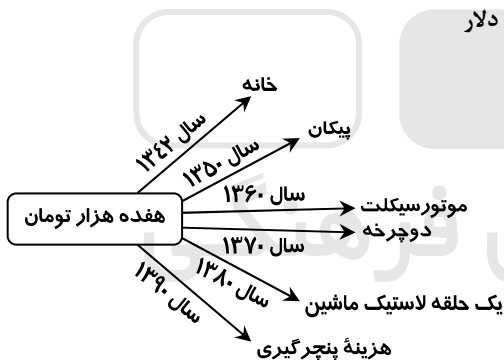 دلار
خانه
سال ۱۳۴۲
پیکان
سال ۱۳۵۰
سال ۱۳۶۰
موتورسیکلت
هفده هزار تومان
دوچرخه
سال ۱۳۷۰
سال ۱۳۸۰
یک حلقه لاستیک ماشین
سال ۱۳۹۰
هزینهٔ پنچرگیری
فرهنگی